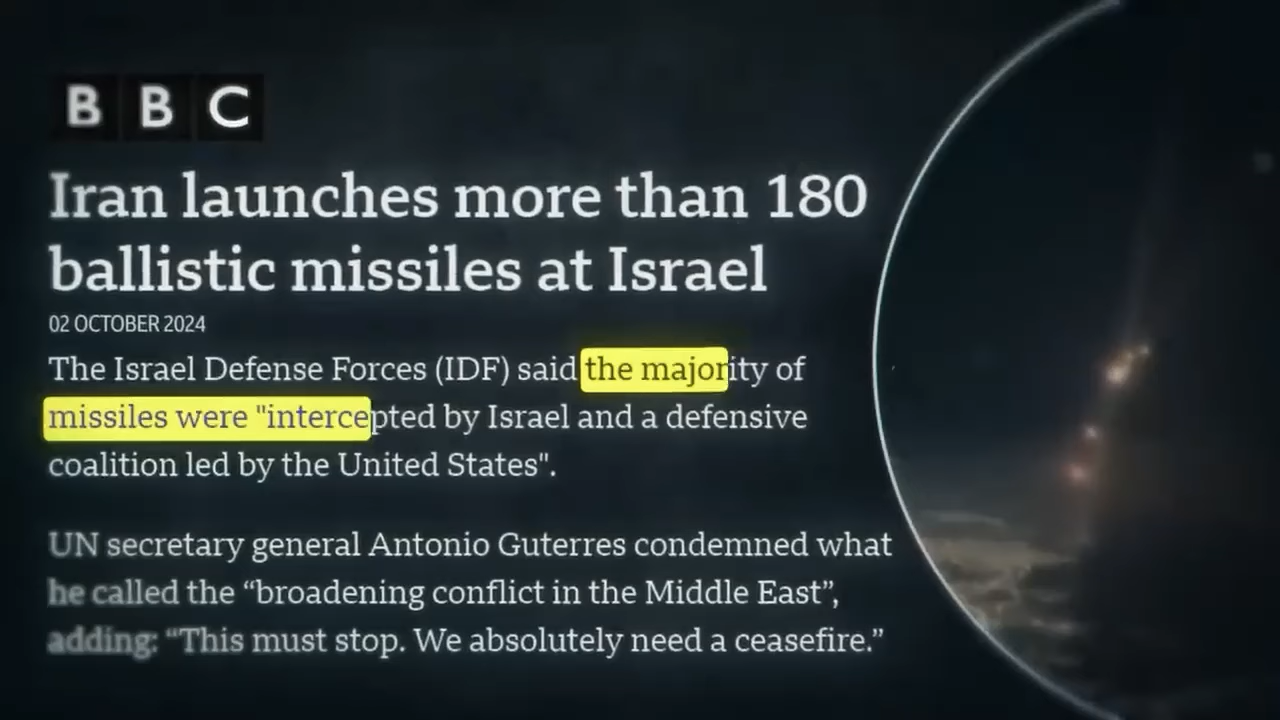 BBC
Iran launches more than 180
ballistic missiles at Israel
02 OCTOBER 2024
The Israel Defense Forces (IDF) said the majority of
missiles were "intercepted by Israel and a defensive
coalition led by the United States".
UN secretary general Antonio Guterres condemned what
he called the “broadening conflict in the Middle East”,
adding: “This must stop. We absolutely need a ceasefire.”